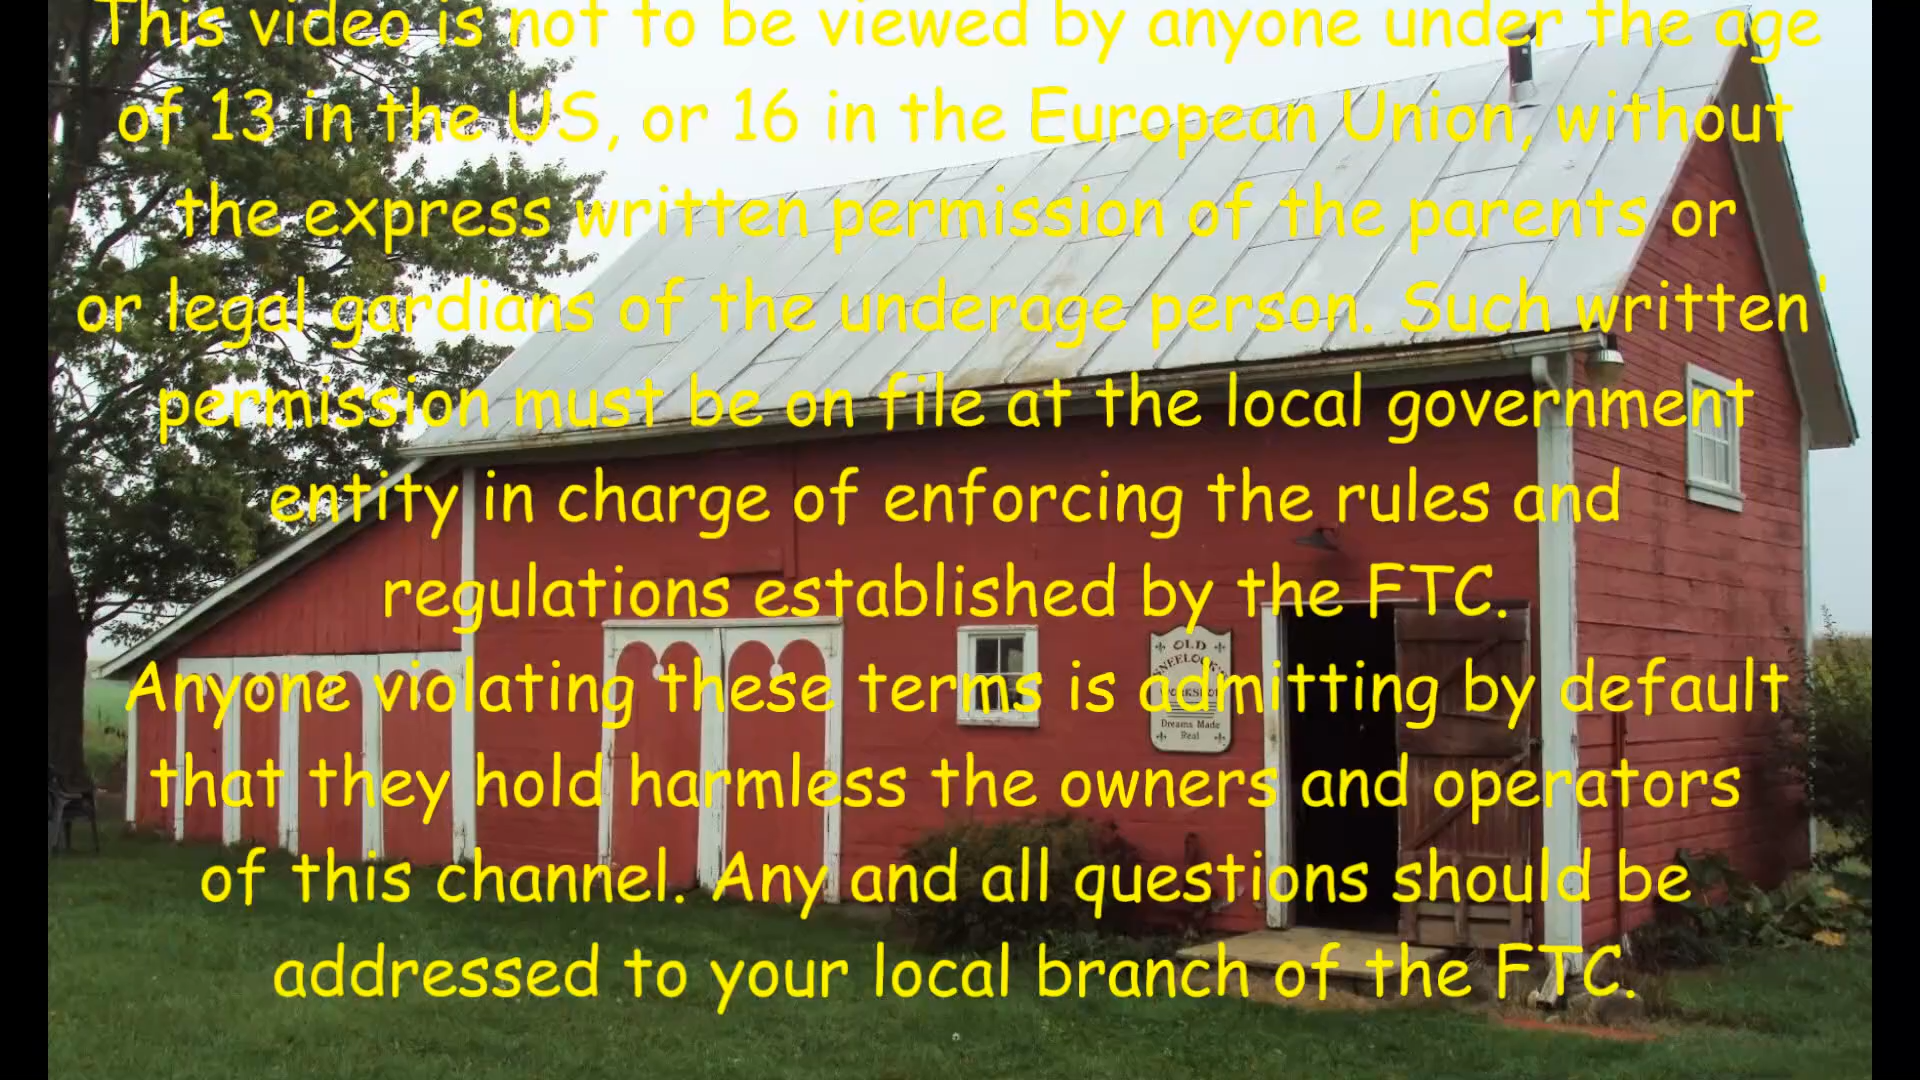 This video is not to be viewed by anyone under the age
of 13 in the US, or 16 in the European Union, without
the express written permission of the parents or
or legal gardians of the underage person. Such written'
permission must be on file at the local government
entity in charge of enforcing the rules and
regulations established by the FTC.
Anyone violating these terms is admitting by default
that they hold harmless the owners and operators
of this channel. Any and all questions should be
addressed to your local branch of the FTC.
OLD
Dreams Made
Real